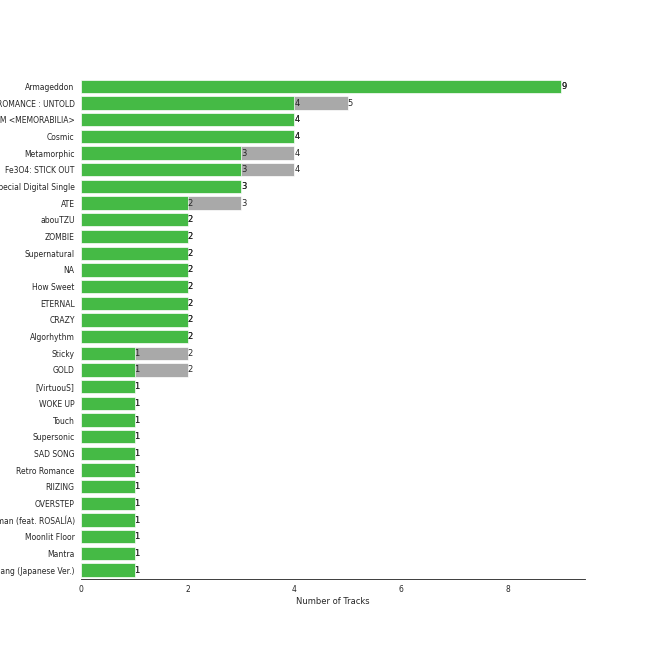 Armageddon 9
ROMANCE : UNTOLD 4 5
M <MEMORABILIA> 4
Cosmic 4
Metamorphic 3 4
Fe3O4: STICK OUT 3 4
pecial Digital Single 3
ATE 2 3
abouTZU 2
ZOMBIE 2
Supernatural 2
NA 2
How Sweet 2
ETERNAL 2
CRAZY 2
Algorhythm 2
Sticky 1 2
GOLD 1 2
[VirtuouS] 1
WOKE UP 1
Touch 1
Supersonic 1
SAD SONG 1
Retro Romance 1
RIIZING 1
OVERSTEP 1
man (feat. ROSALÍA) 1
Moonlit Floor 1
Mantra 1
ang (Japanese Ver.) 1
0 2 4 6 8
Number of Tracks